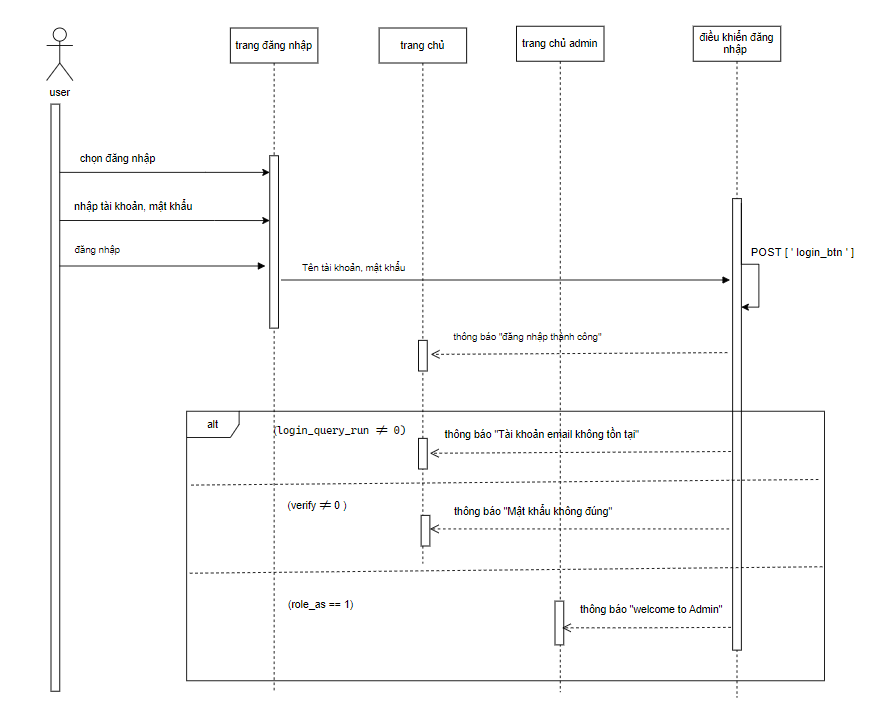 user
trang đăng nhập
trang chủ
trang chủ admin
điều khiển đăng
nhập
chọn đăng nhập
nhập tài khoản, mật khẩu
đăng nhập
Tên tài khoản, mật khẩu
POST [ ' login_btn ' ]
thông báo "đăng nhập thành công"
alt
(login_query_run ≠ 0)
thông báo "Tài khoản email không tồn tại"
(verify ≠ 0 )
thông báo "Mật khẩu không đúng"
(role_as == 1)
thông báo "welcome to Admin"